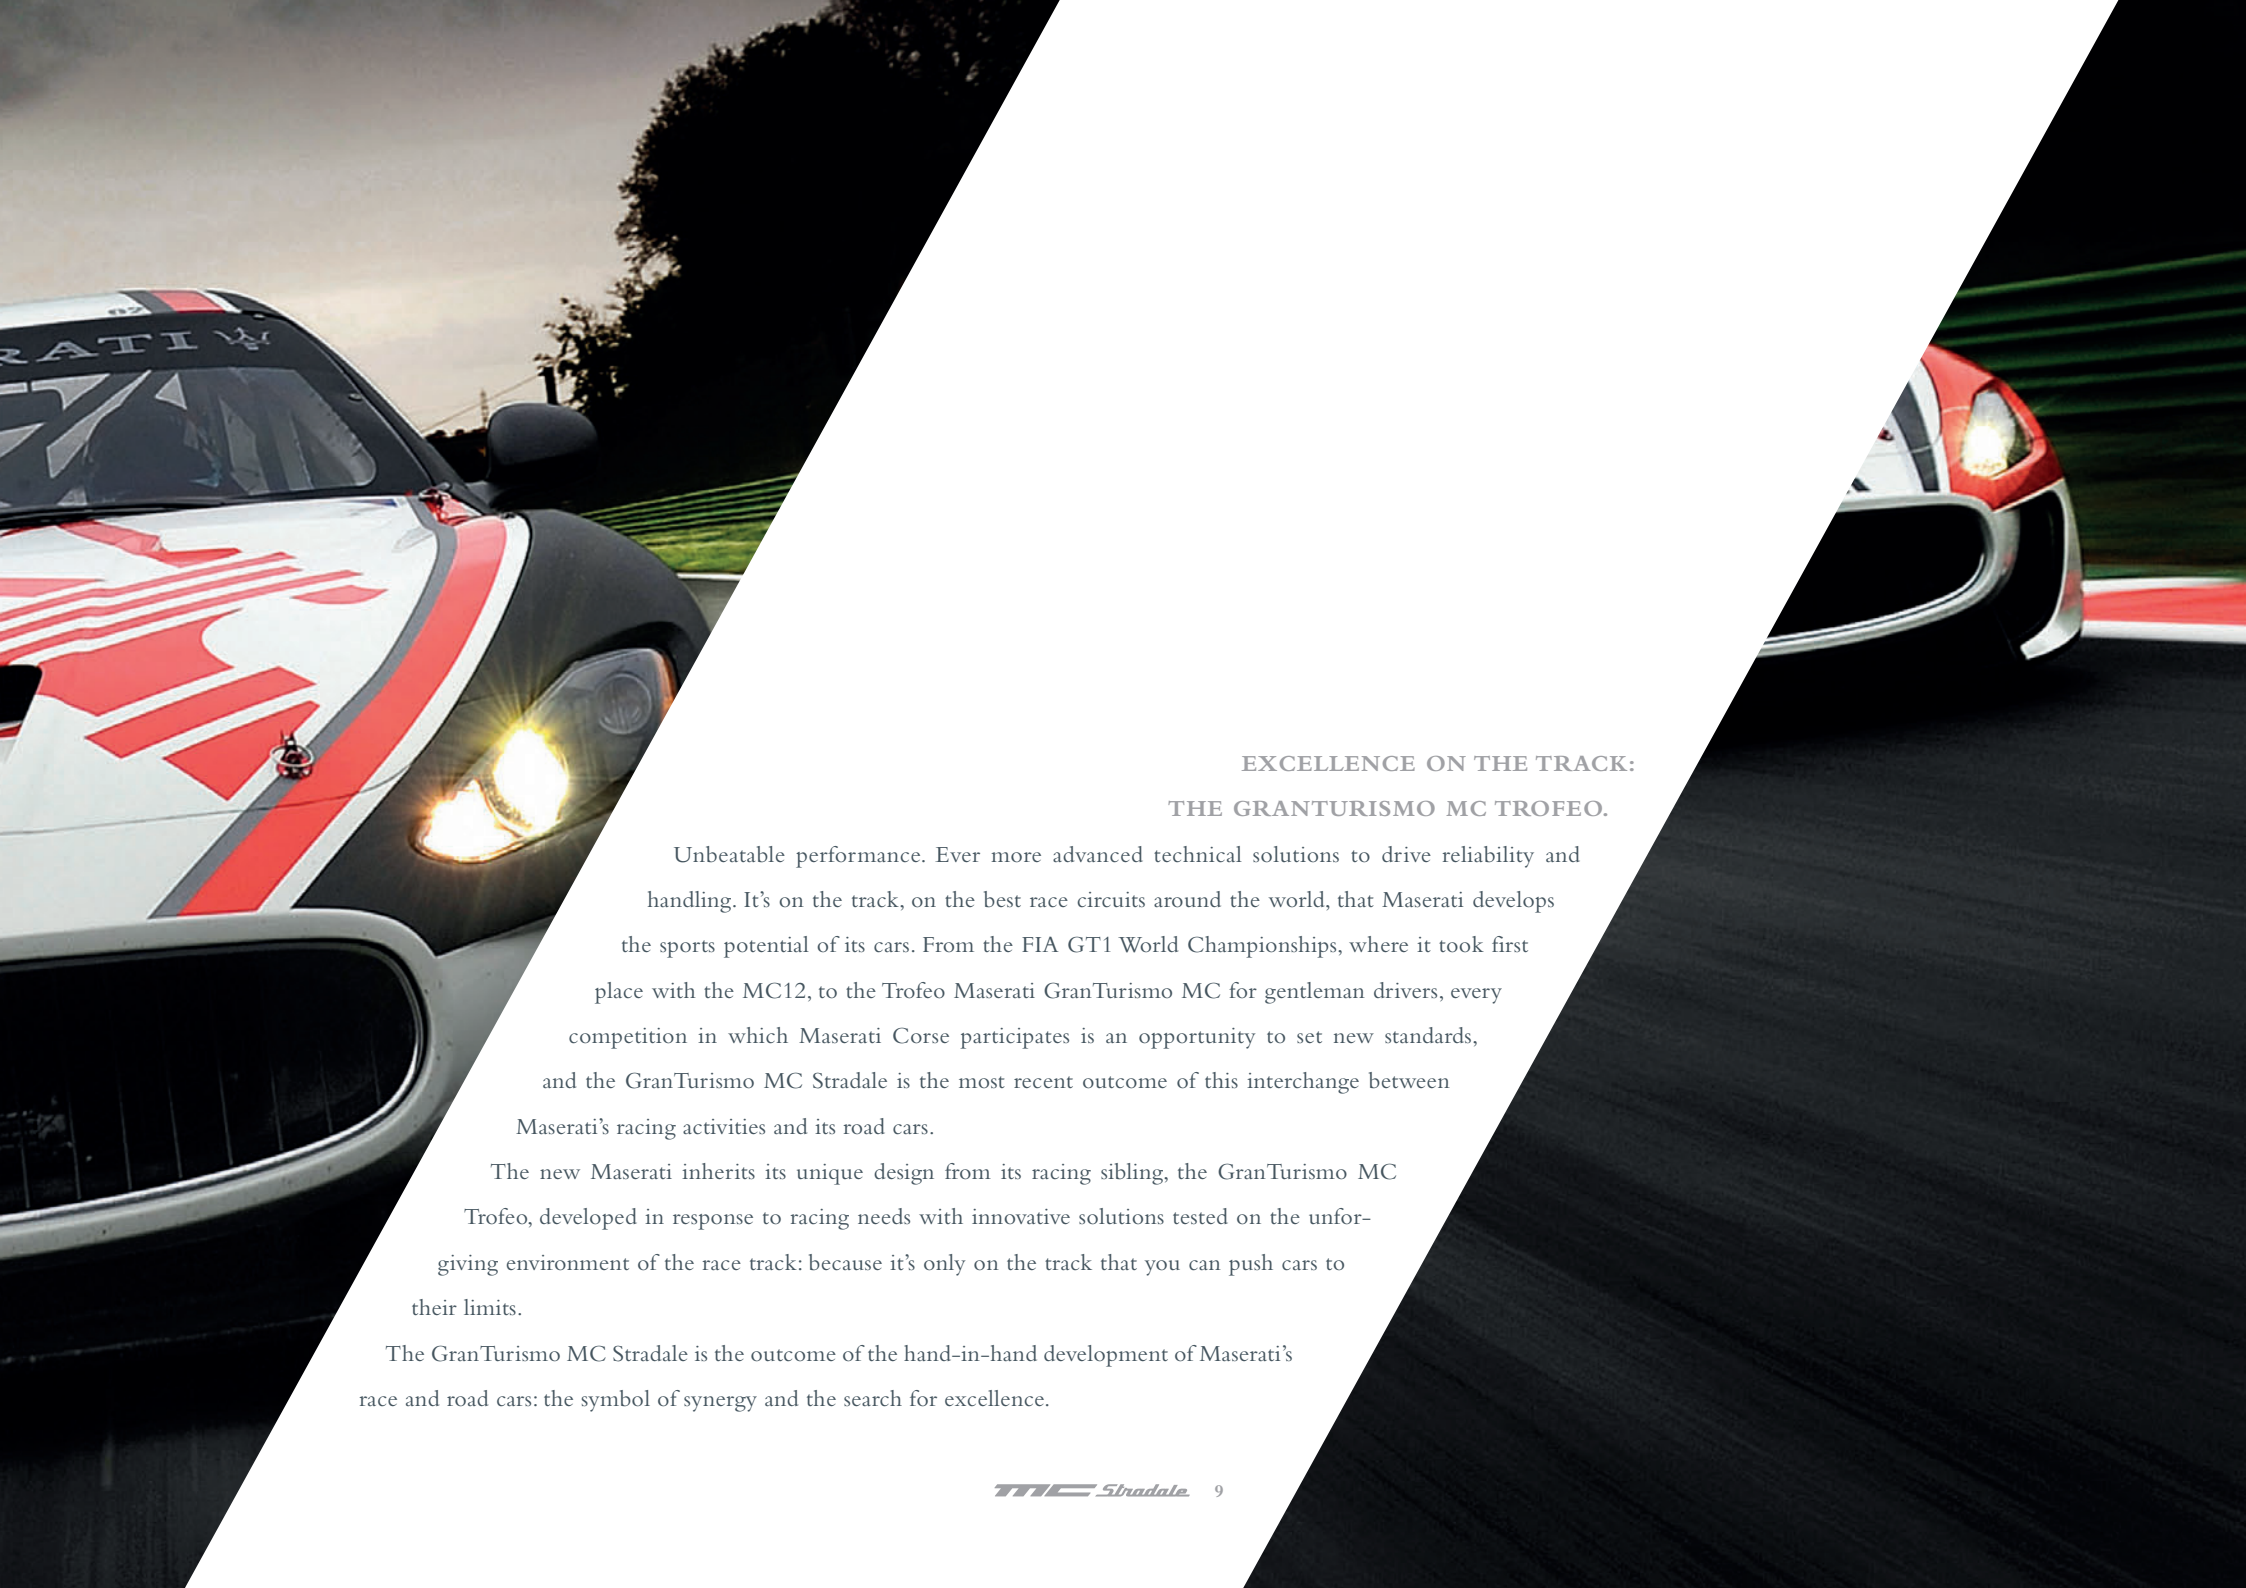 02
RATI
EXCELLENCE ON THE TRACK:
THE GRANTURISMO MC TROFEO.
Unbeatable performance. Ever more advanced technical solutions to drive reliability and
handling. It’s on the track, on the best race circuits around the world, that Maserati develops
the sports potential of its cars. From the FIA GT1 World Championships, where it took first
place with the MC12, to the Trofeo Maserati GranTurismo MC for gentleman drivers, every
competition in which Maserati Corse participates is an opportunity to set new standards,
and the GranTurismo MC Stradale is the most recent outcome of this interchange between
Maserati’s racing activities and its road cars.
The new Maserati inherits its unique design from its racing sibling, the GranTurismo MC
Trofeo, developed in response to racing needs with innovative solutions tested on the unfor-
giving environment of the race track: because it’s only on the track that you can push cars to
their limits.
The GranTurismo MC Stradale is the outcome of the hand-in-hand development of Maserati’s
race and road cars: the symbol of synergy and the search for excellence.
MC Stradale 9